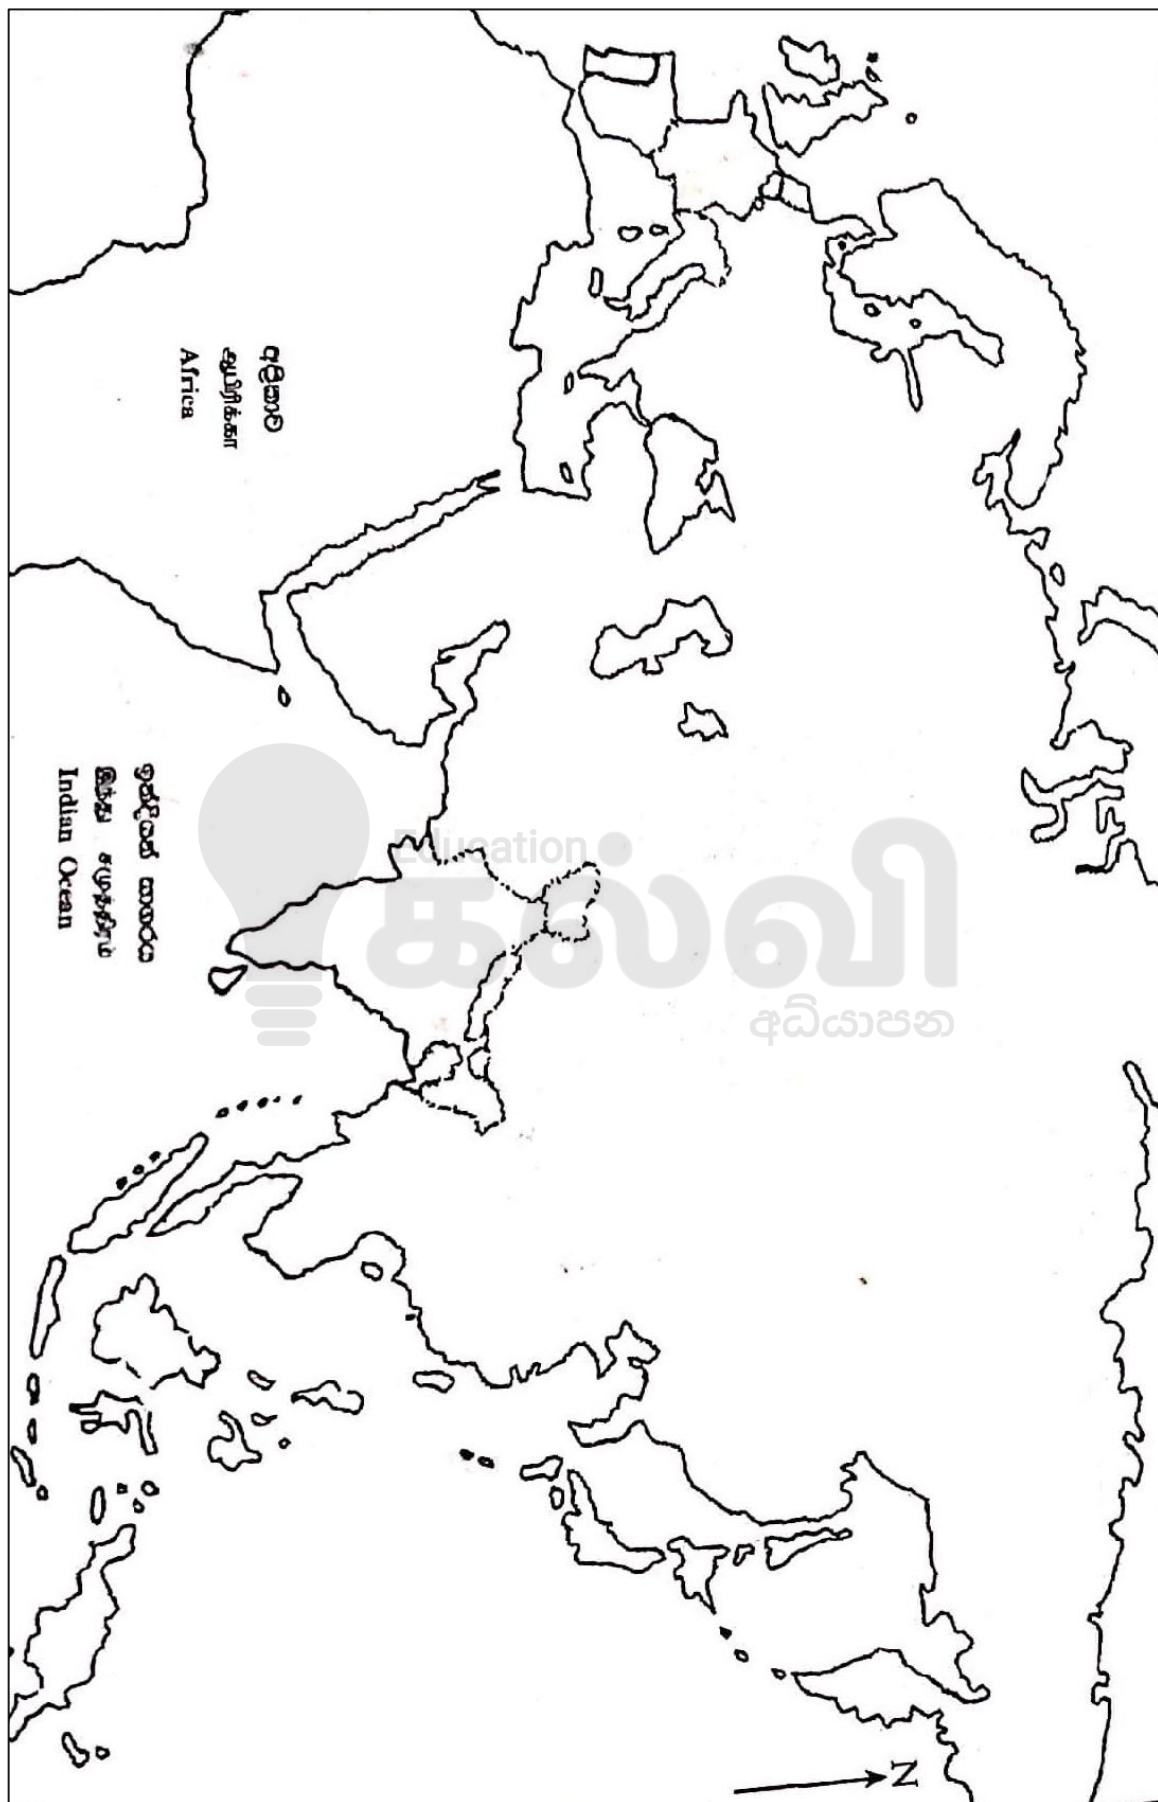 අප්‍රිකාව
ஆபிரிக்கா
Africa
ඉන්දියන් සාගරය
இந்து சமுத்திரம்
Indian Ocean
Education
கல்வி
අධ්‍යාපන
N